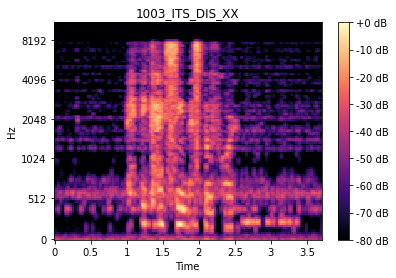 1003_ITS_DIS_XX
+0 dB
8192
-10 dB
4096
-20 dB
-30 dB
2048
Hz
-40 dB
1024
-50 dB
512
-60 dB
-70 dB
0
-80 dB
0 0.5 1 1.5 2 2.5 3 3.5
Time